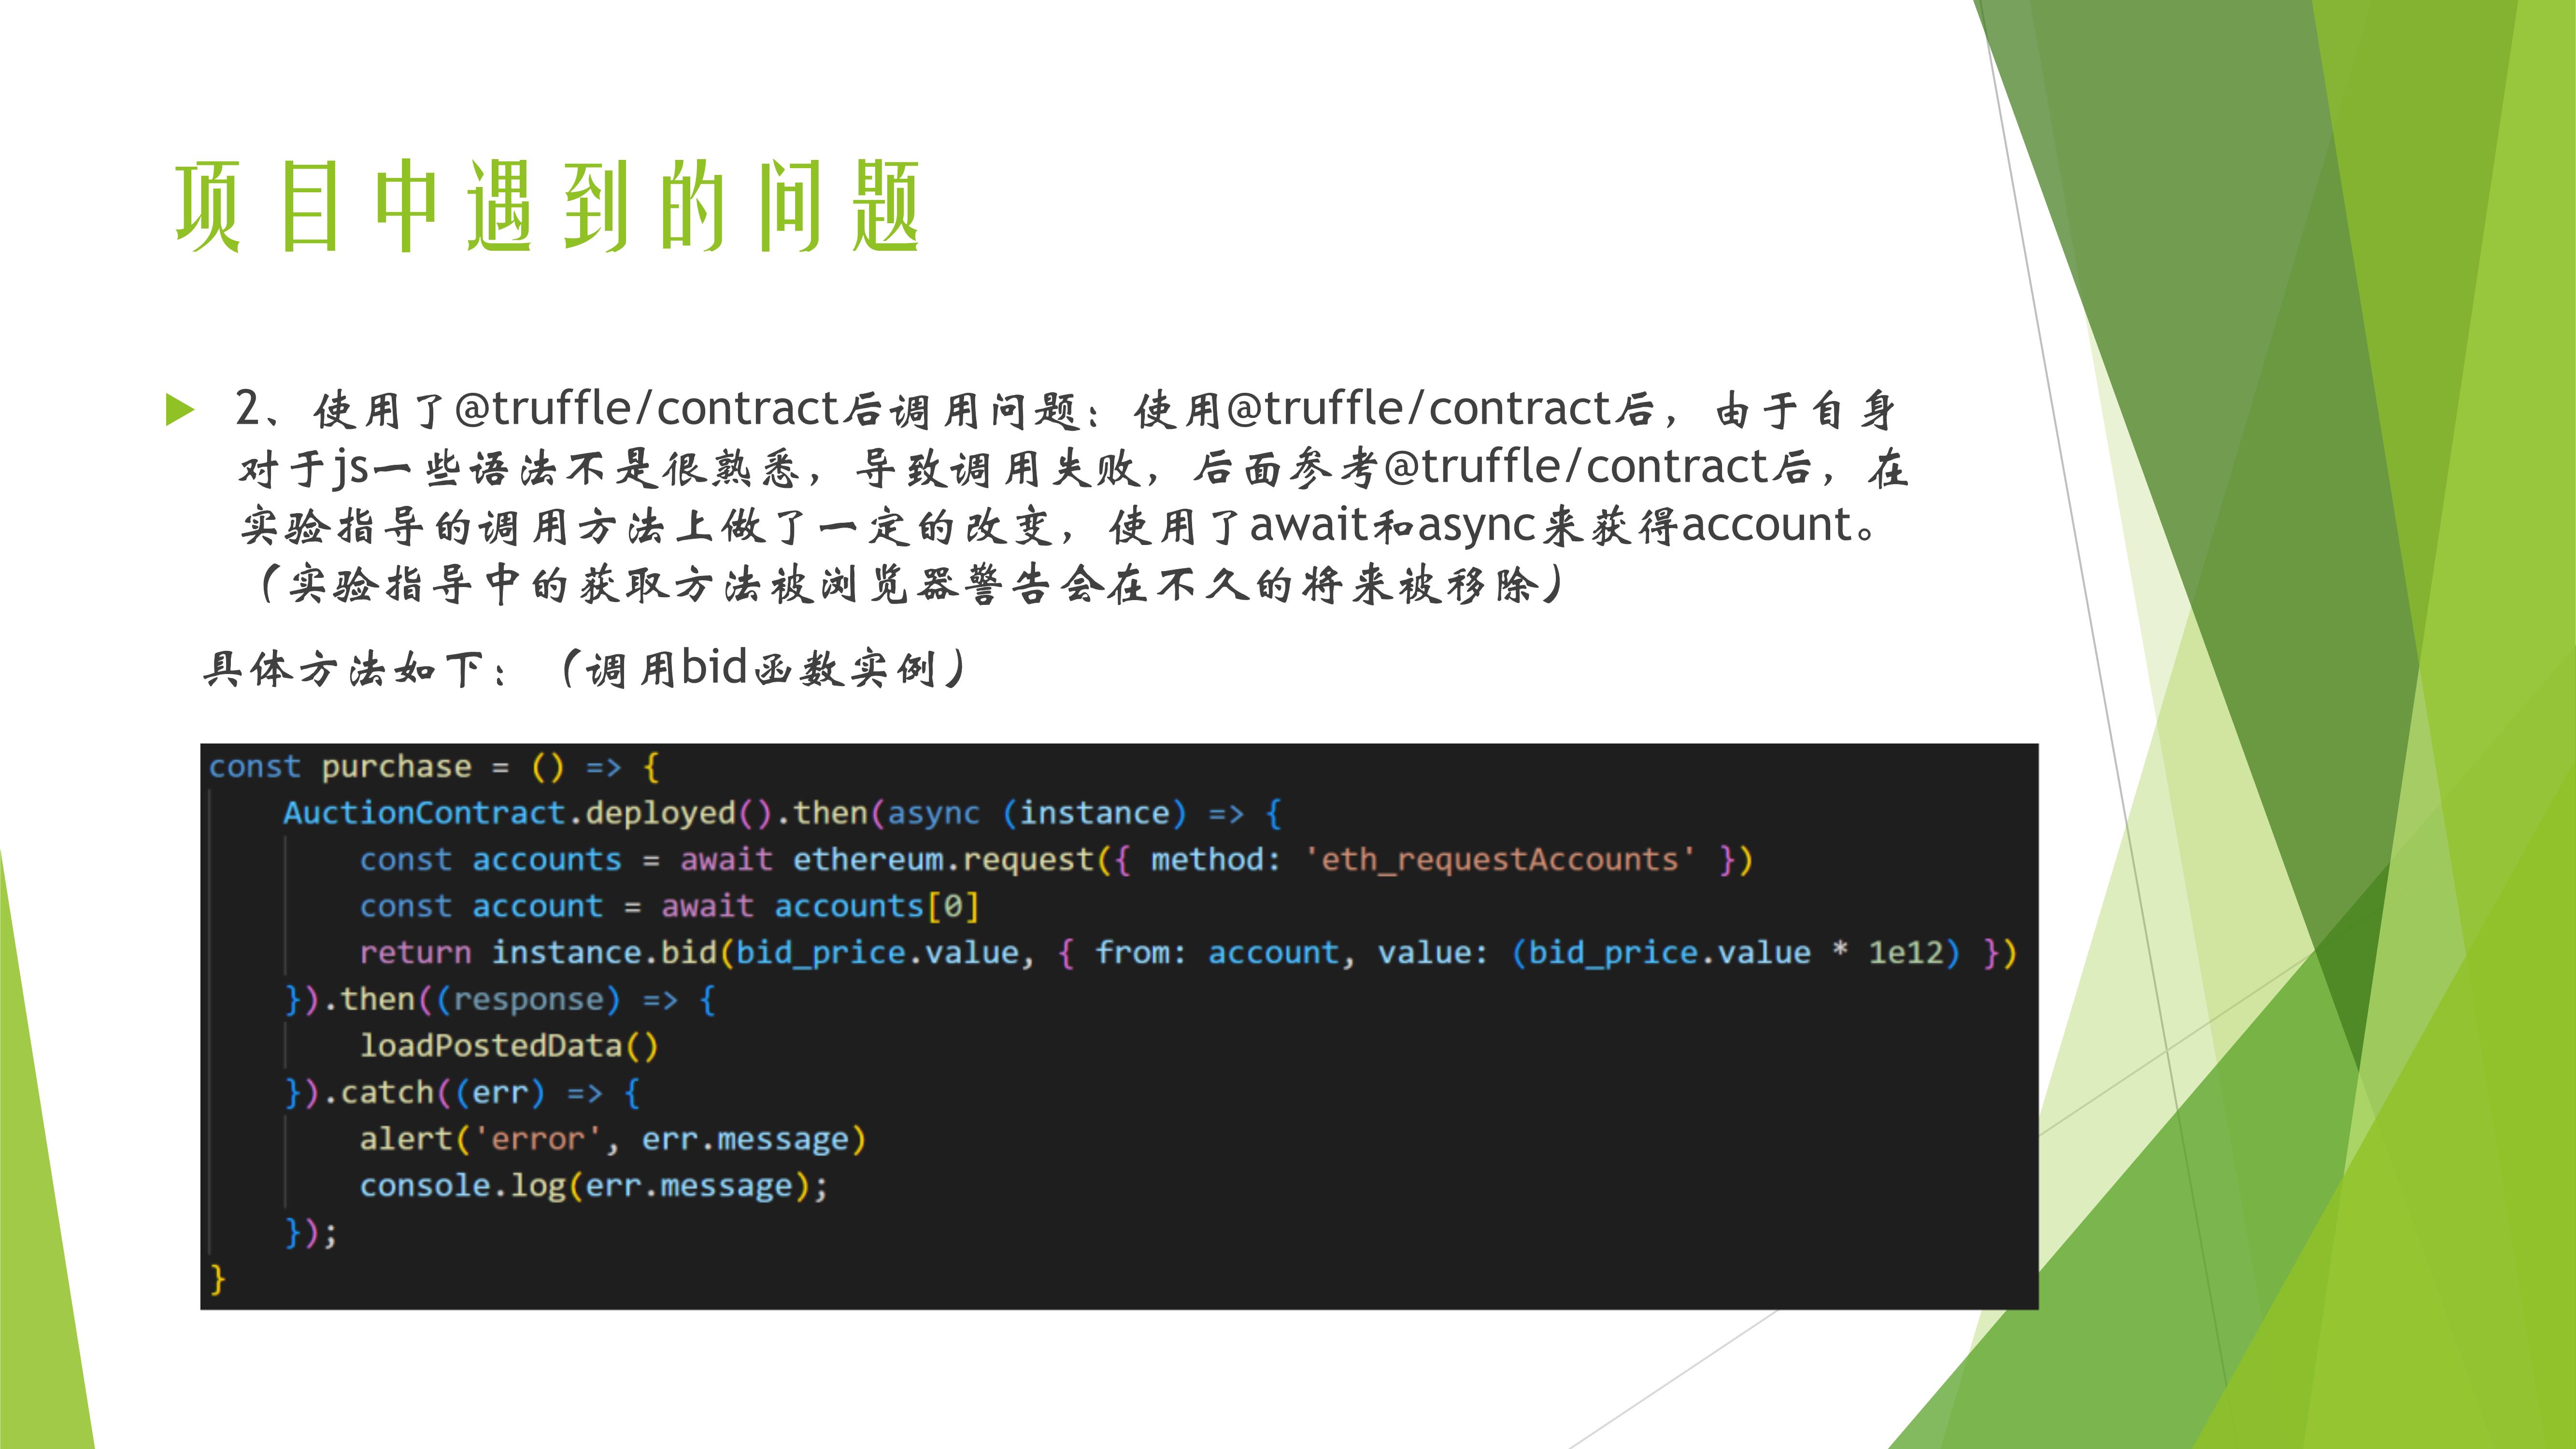 项目中遇到的问题
2、使用了@truffle/contract后调用问题：使用@truffle/contract后，由于自身
对于js一些语法不是很熟悉，导致调用失败，后面参考@truffle/contract后，在
实验指导的调用方法上做了一定的改变，使用了await和async来获得account。
（实验指导中的获取方法被浏览器警告会在不久的将来被移除）
具体方法如下：（调用bid函数实例）
const purchase = () => {
    AuctionContract.deployed().then(async (instance) => {
        const accounts = await ethereum.request({ method: 'eth_requestAccounts' })
        const account = await accounts[0]
        return instance.bid(bid_price.value, { from: account, value: (bid_price.value * 1e12) })
    }).then((response) => {
        loadPostedData()
    }).catch((err) => {
        alert('error', err.message)
        console.log(err.message);
    });
}